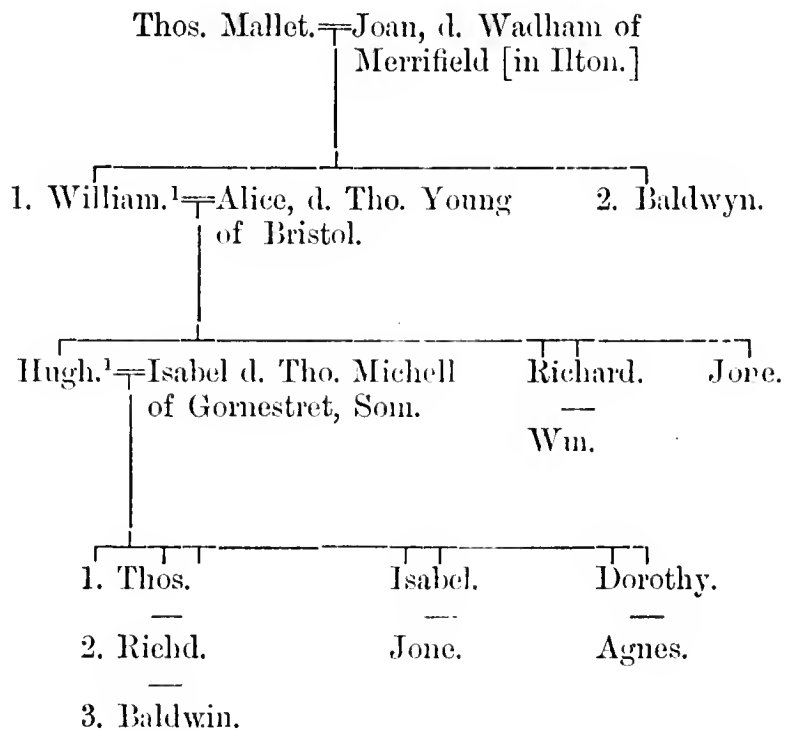 Thos. Mallet. Joan, d. Wadham of
Merrifield [in Ilton.]
1. William.¹ Alice, d. Tho. Young
of Bristol.
2. Baldwyn.
Hugh.¹ Isabel d. Tho. Michell
of Gornestret, Som.
Richard.
Wm.
Jone.
1. Thos.
2. Richd.
3. Baldwin.
Isabel.
Jone.
Dorothy.
Agnes.